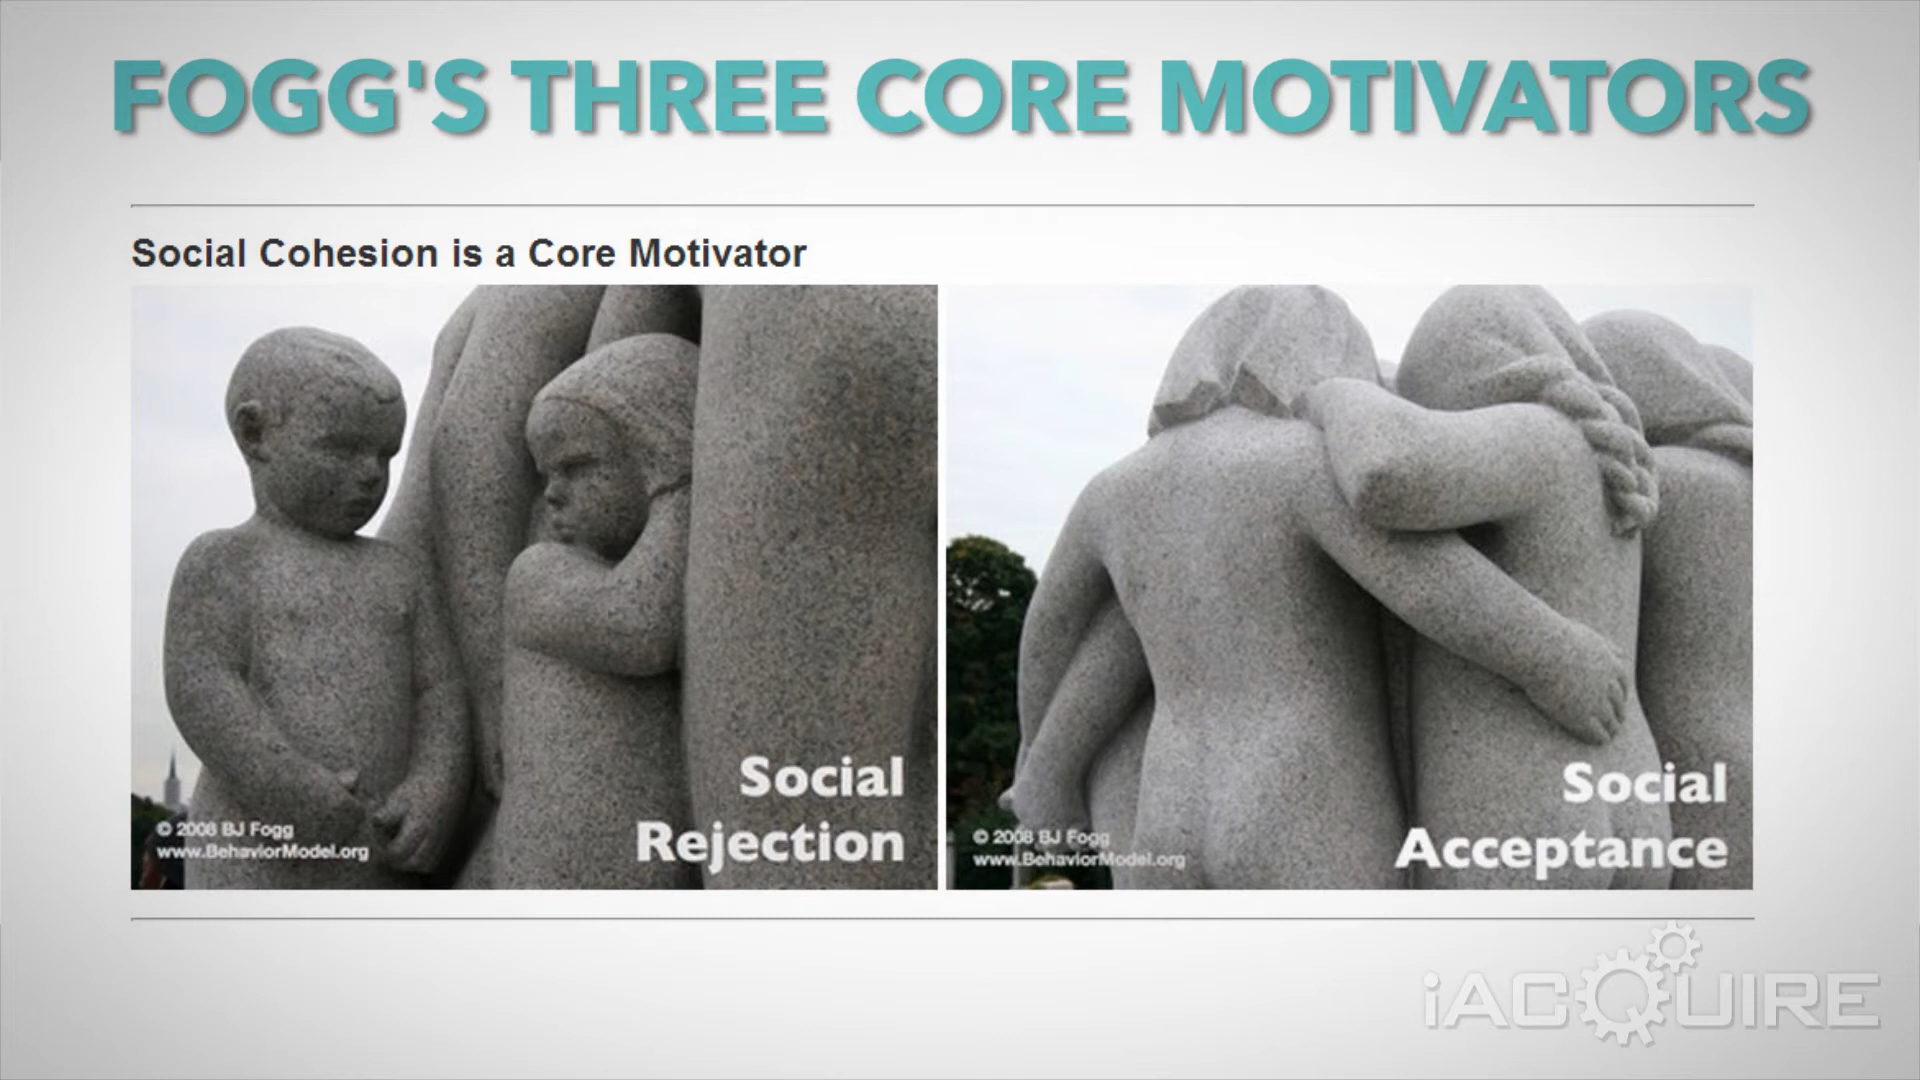 FOGG'S THREE CORE MOTIVATORS
Social Cohesion is a Core Motivator
Social
Rejection
© 2008 BJ Fogg
www.BehaviorModel.org
Social
Acceptance
© 2008 BJ Fogg
www.BehaviorModel.org
iACQUIRE